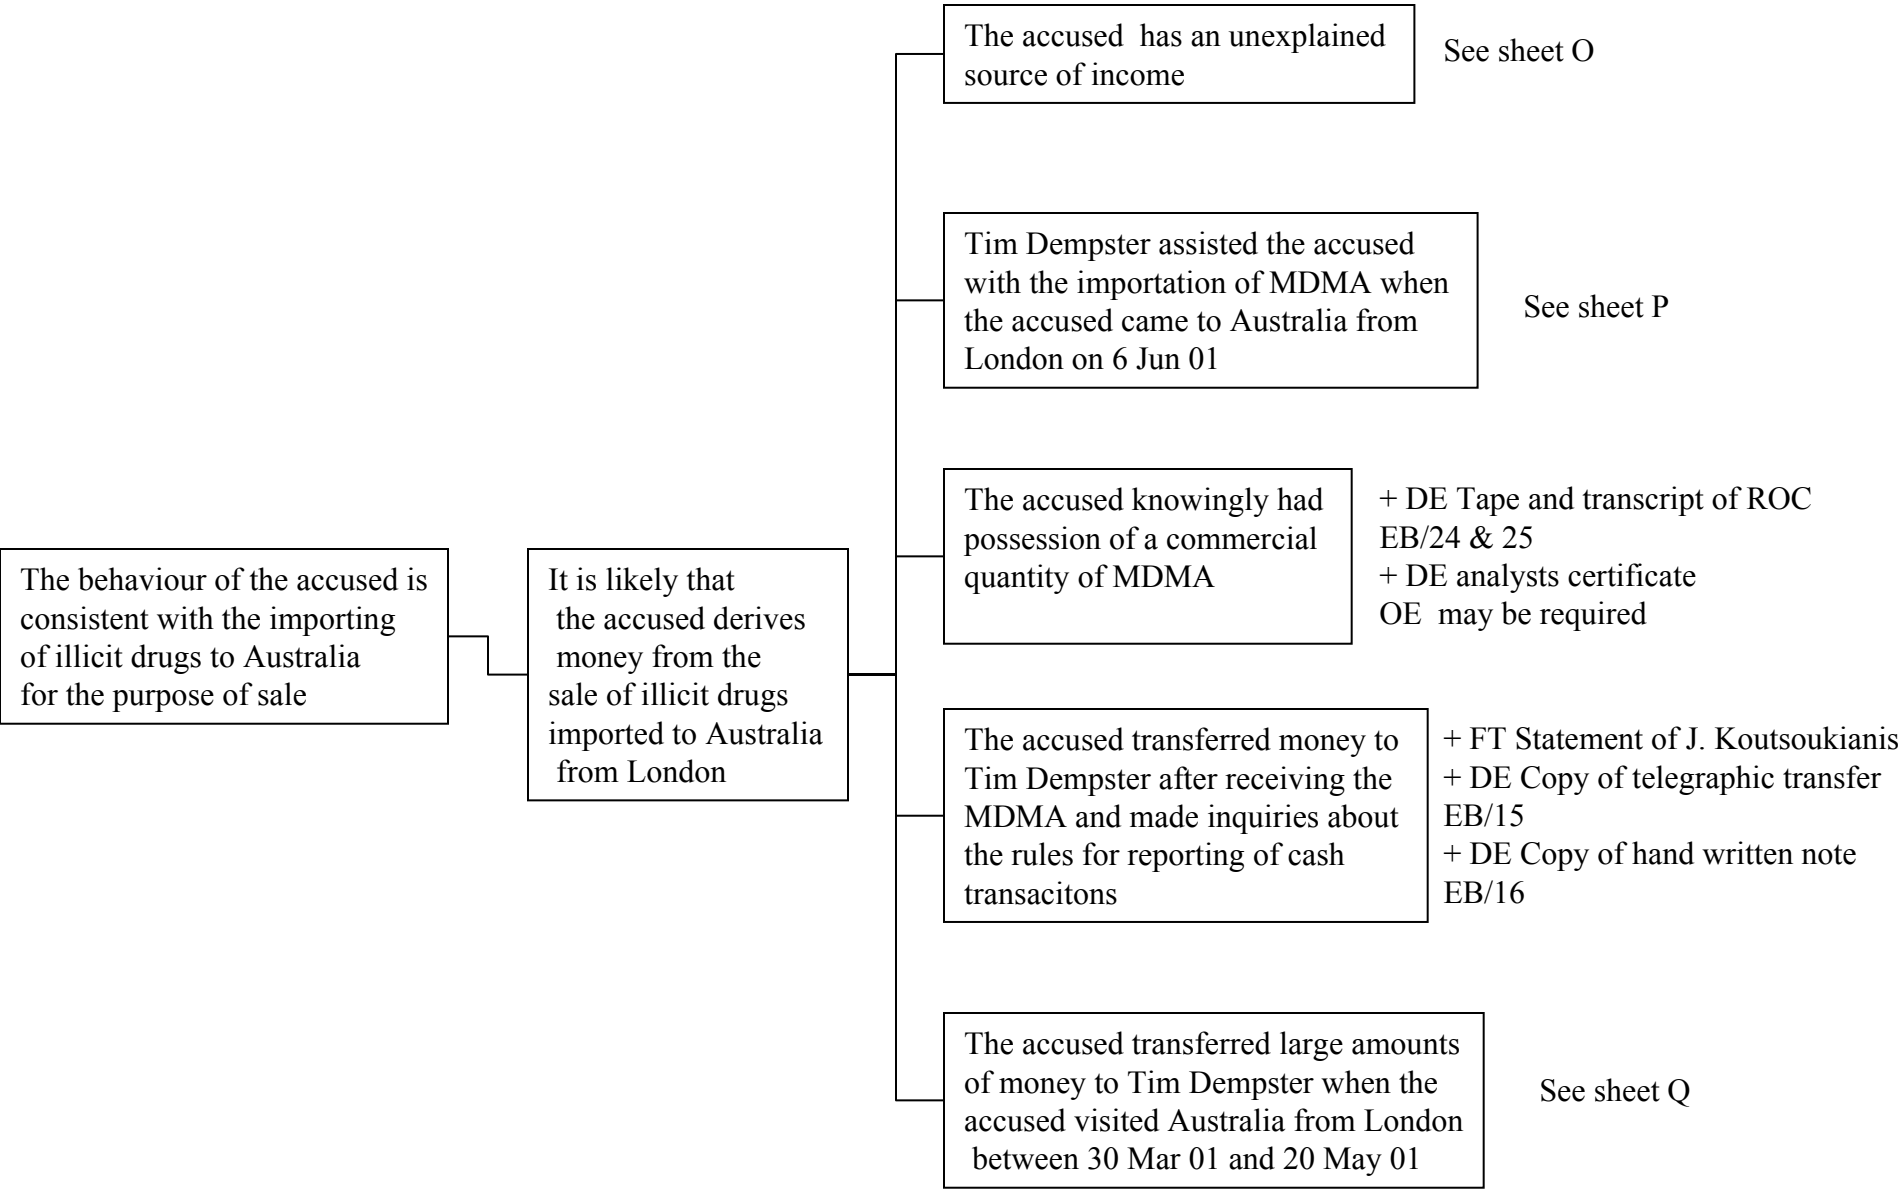 The accused has an unexplained
source of income
See sheet O
Tim Dempster assisted the accused
with the importation of MDMA when
the accused came to Australia from
London on 6 Jun 01
See sheet P
The accused knowingly had
possession of a commercial
quantity of MDMA
+ DE Tape and transcript of ROC
EB/24 & 25
+ DE analysts certificate
OE may be required
The behaviour of the accused is
consistent with the importing
of illicit drugs to Australia
for the purpose of sale
It is likely that
the accused derives
money from the
sale of illicit drugs
imported to Australia
from London
The accused transferred money to
Tim Dempster after receiving the
MDMA and made inquiries about
the rules for reporting of cash
transacitons
+ FT Statement of J. Koutsoukianis
+ DE Copy of telegraphic transfer
EB/15
+ DE Copy of hand written note
EB/16
The accused transferred large amounts
of money to Tim Dempster when the
accused visited Australia from London
between 30 Mar 01 and 20 May 01
See sheet Q